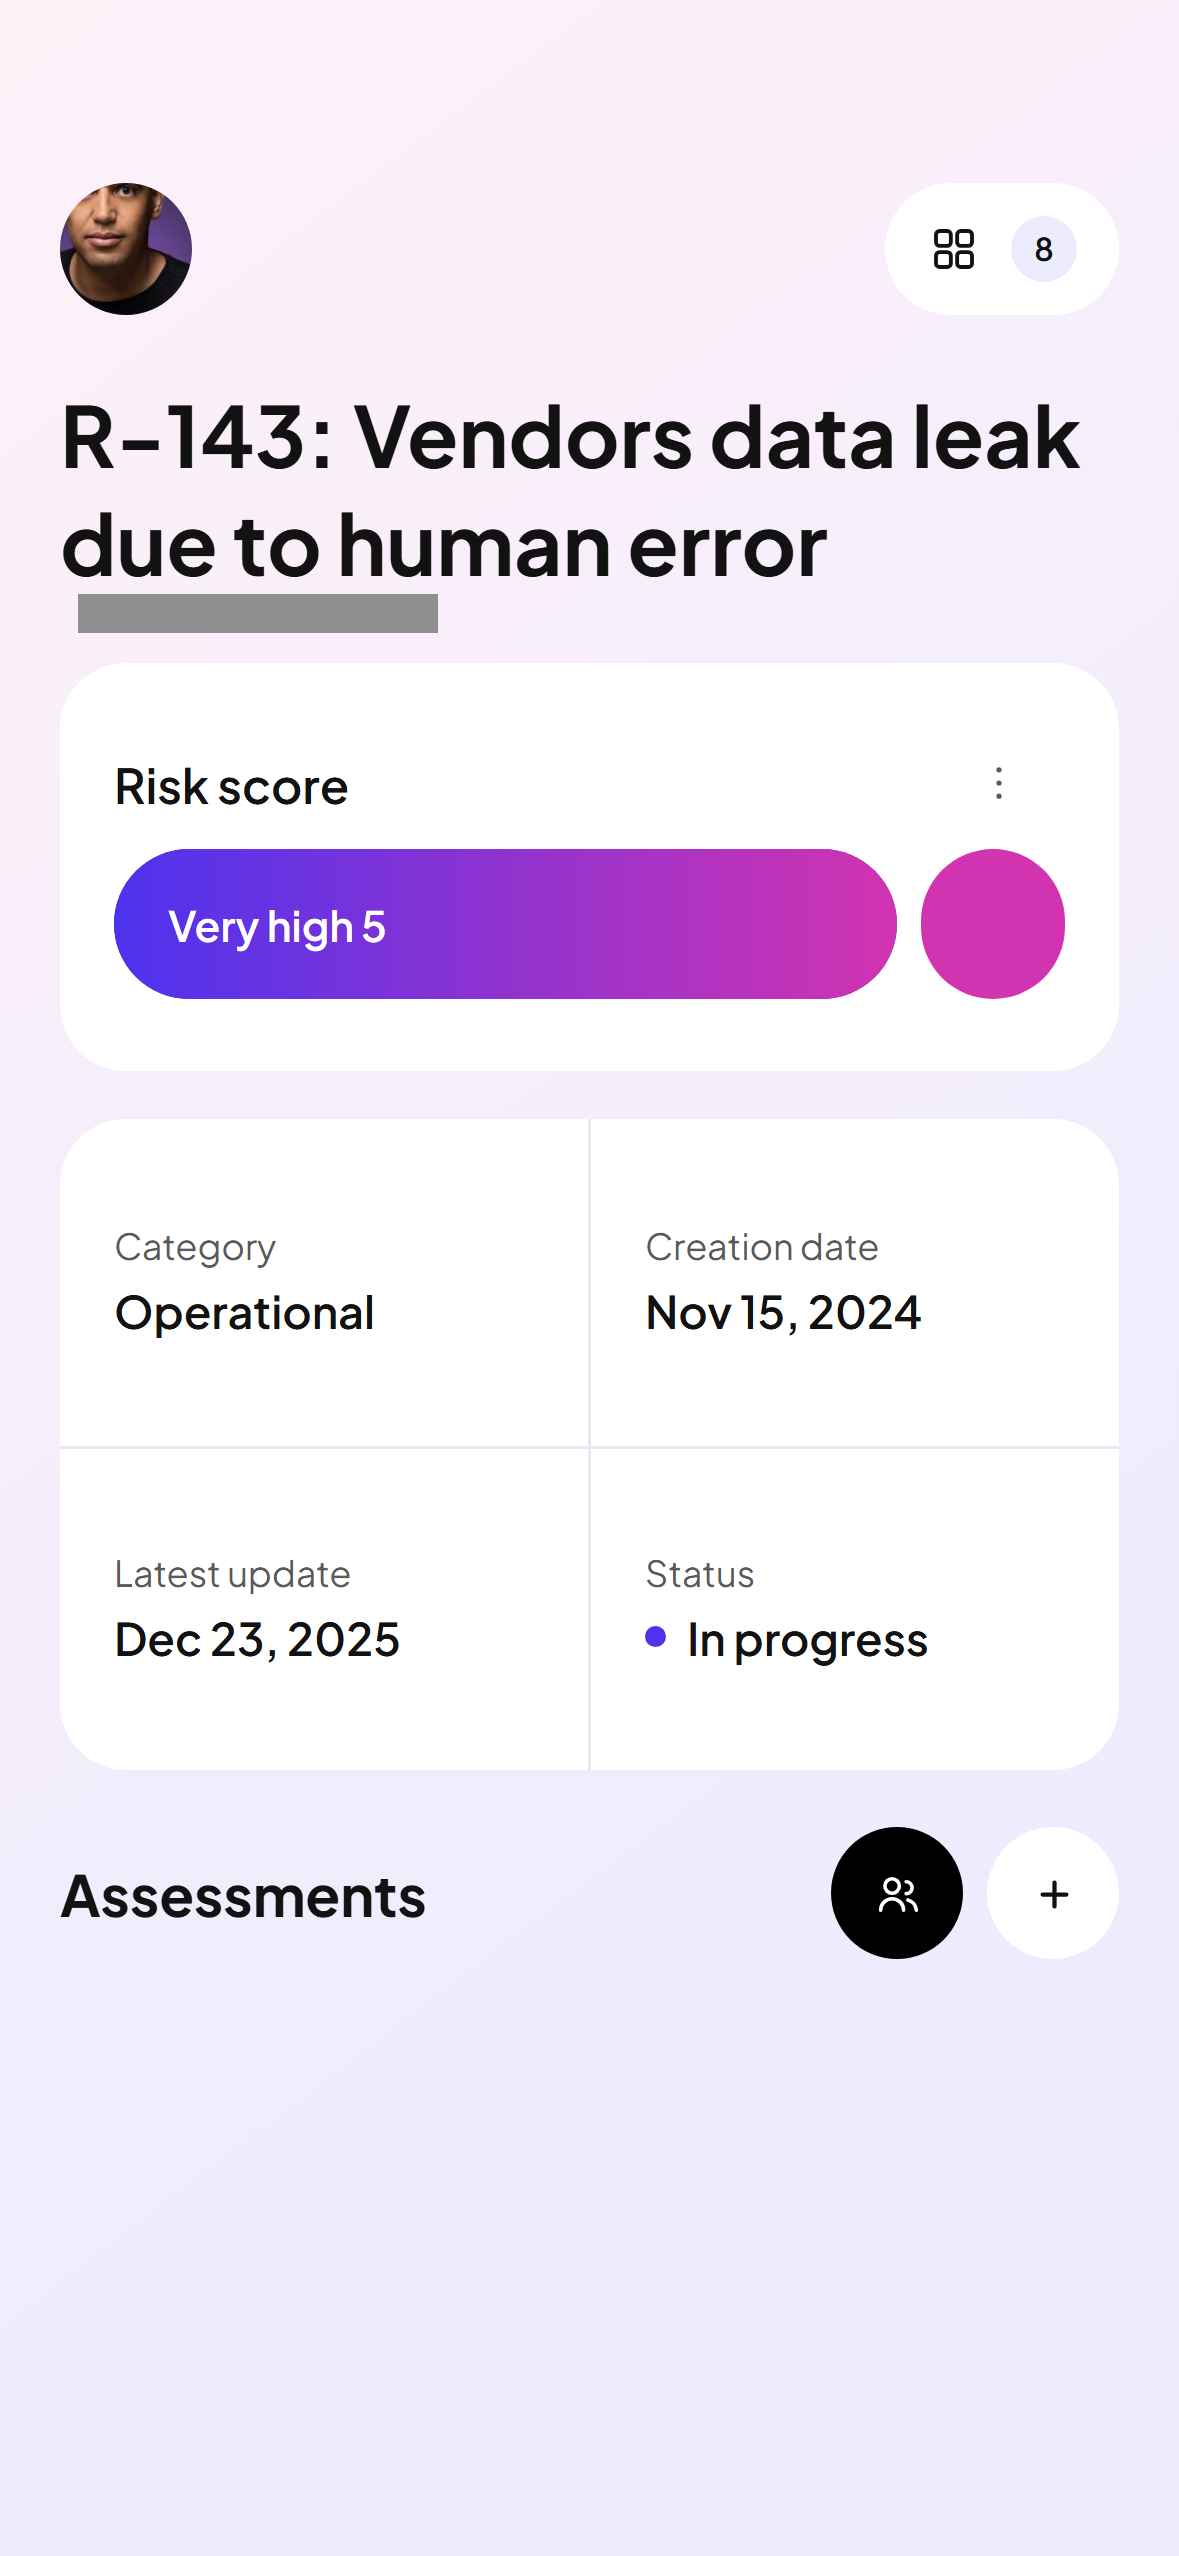 8
R-143: Vendors data leak
due to human error
Risk score
Very high 5
Category
Operational
Creation date
Nov 15, 2024
Latest update
Dec 23, 2025
Status
In progress
Assessments